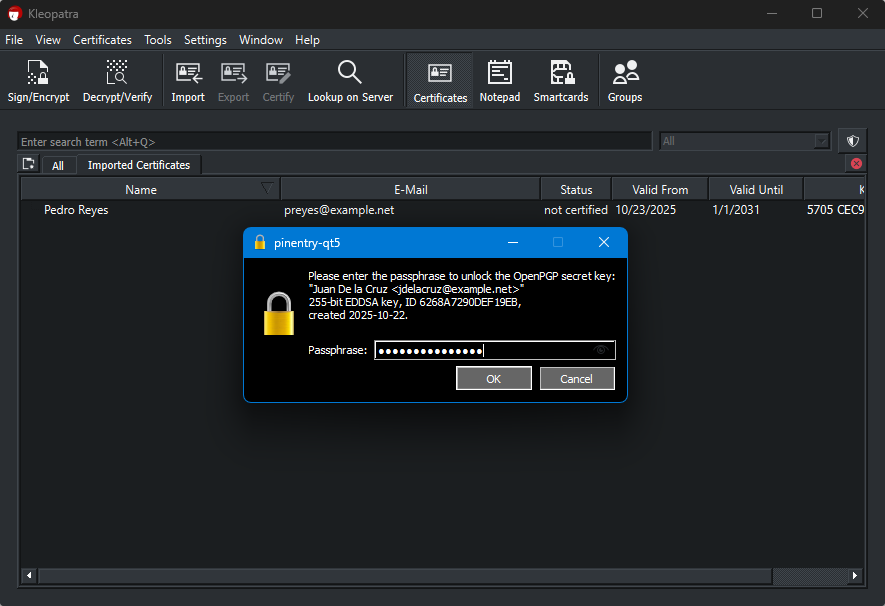 Kleopatra
File View Certificates Tools Settings Window Help
Sign/Encrypt Decrypt/Verify Import Export Certify Lookup on Server Certificates Notepad Smartcards Groups
Enter search term <Alt+Q> All
All Imported Certificates
Name E-Mail Status Valid From Valid Until K
Pedro Reyes preyes@example.net not certified 10/23/2025 1/1/2031 5705 CEC9
pinentry-qt5
Please enter the passphrase to unlock the OpenPGP secret key:
"Juan De la Cruz <jdelacruz@example.net>"
255-bit EDDSA key, ID 6268A7290DEF19EB,
created 2025-10-22.
Passphrase: ●●●●●●●●●●●●●●●
OK Cancel